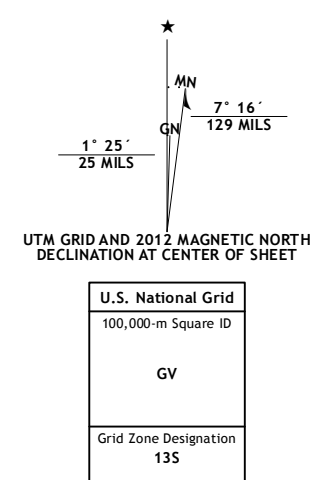 MN
7° 16´
129 MILS
GN
1° 25´
25 MILS
UTM GRID AND 2012 MAGNETIC NORTH
DECLINATION AT CENTER OF SHEET
U.S. National Grid
100,000-m Square ID
GV
Grid Zone Designation
13S